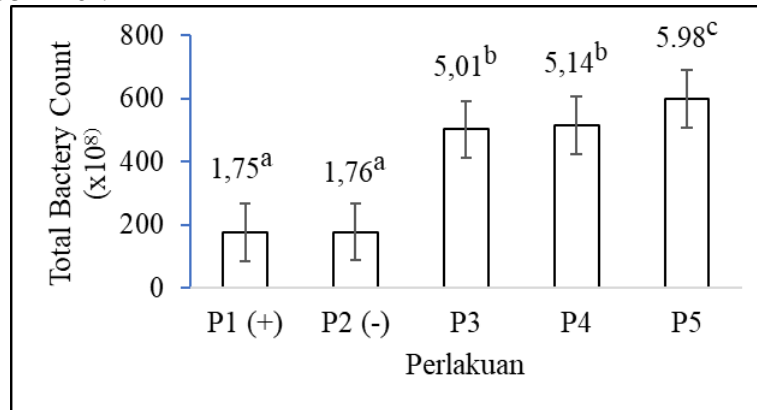 Total Bactery Count
(x10⁸)
800
600
400
200
0
1,75ᵃ
1,76ᵃ
5,01ᵇ
5,14ᵇ
5.98ᶜ
P1 (+) P2 (-) P3 P4 P5
Perlakuan